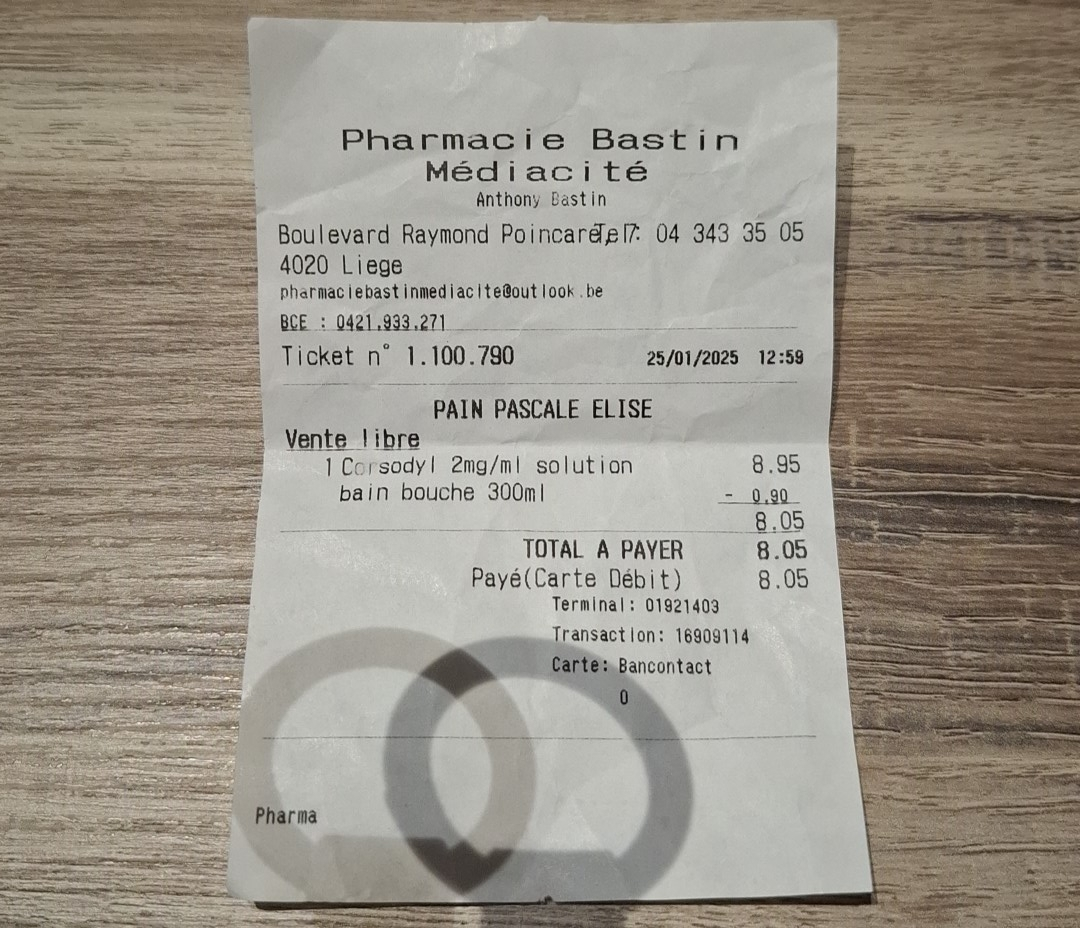 Pharmacie Bastin
Médiacité
Anthony Bastin
Boulevard Raymond Poincaré, 7 Tel: 04 343 35 05
4020 Liege
pharmaciebastinmediacite@outlook.be
BCE : 0421.933.271
Ticket n° 1.100.790 25/01/2025 12:59
PAIN PASCALE ELISE
Vente libre
1 Corsodyl 2mg/ml solution 8.95
bain bouche 300ml - 0.90
8.05
TOTAL A PAYER 8.05
Payé(Carte Débit) 8.05
Terminal: 01921403
Transaction: 16909114
Carte: Bancontact
0
Pharma